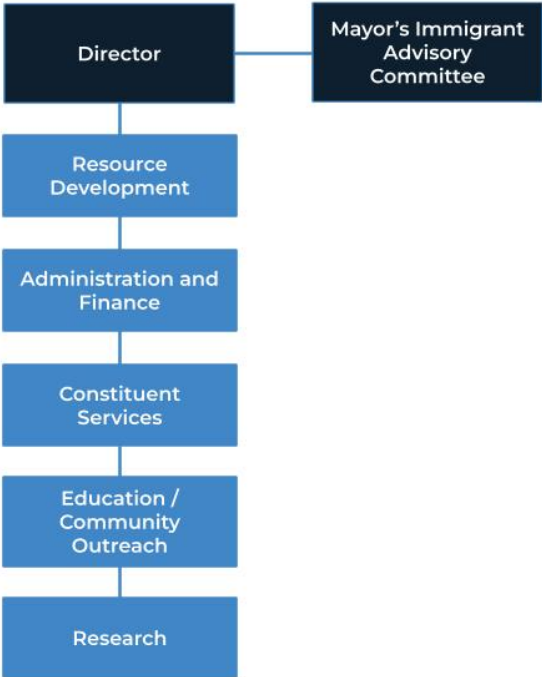 Director
Mayor's Immigrant
Advisory
Committee
Resource
Development
Administration and
Finance
Constituent
Services
Education /
Community
Outreach
Research